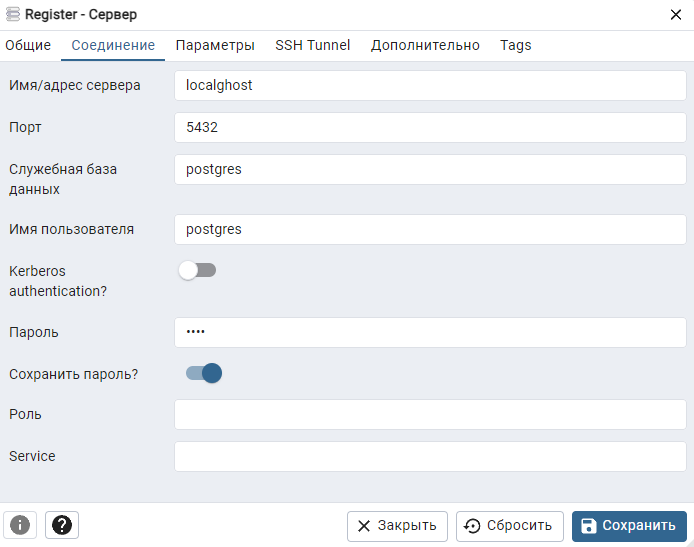 Register - Сервер
Общие Соединение Параметры SSH Tunnel Дополнительно Tags
Имя/адрес сервера localghost
Порт 5432
Служебная база postgres
данных
Имя пользователя postgres
Kerberos
authentication?
Пароль ••••
Сохранить пароль?
Роль
Service
Закрыть Сбросить Сохранить